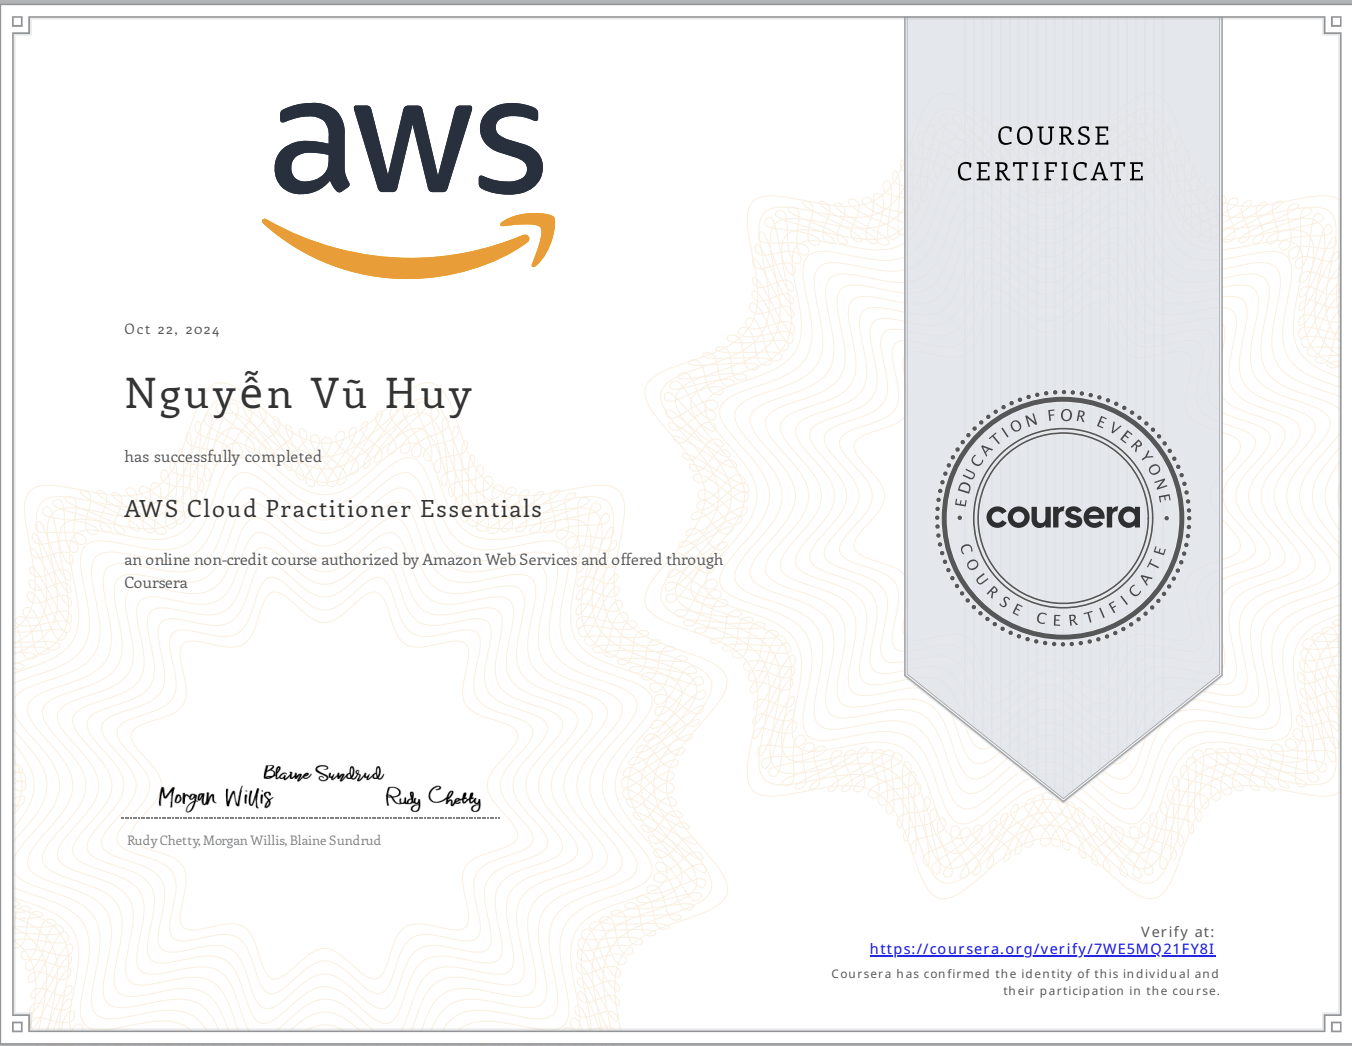 aws
COURSE
CERTIFICATE
Oct 22, 2024
Nguyễn Vũ Huy
has successfully completed
AWS Cloud Practitioner Essentials
an online non-credit course authorized by Amazon Web Services and offered through
Coursera
EDUCATION FOR EVERYONE
coursera
COURSE CERTIFICATE
Blaine Sundrud
Morgan Willis
Rudy Chetty
Rudy Chetty, Morgan Willis, Blaine Sundrud
Verify at:
https://coursera.org/verify/7WE5MQ21FY8I
Coursera has confirmed the identity of this individual and
their participation in the course.